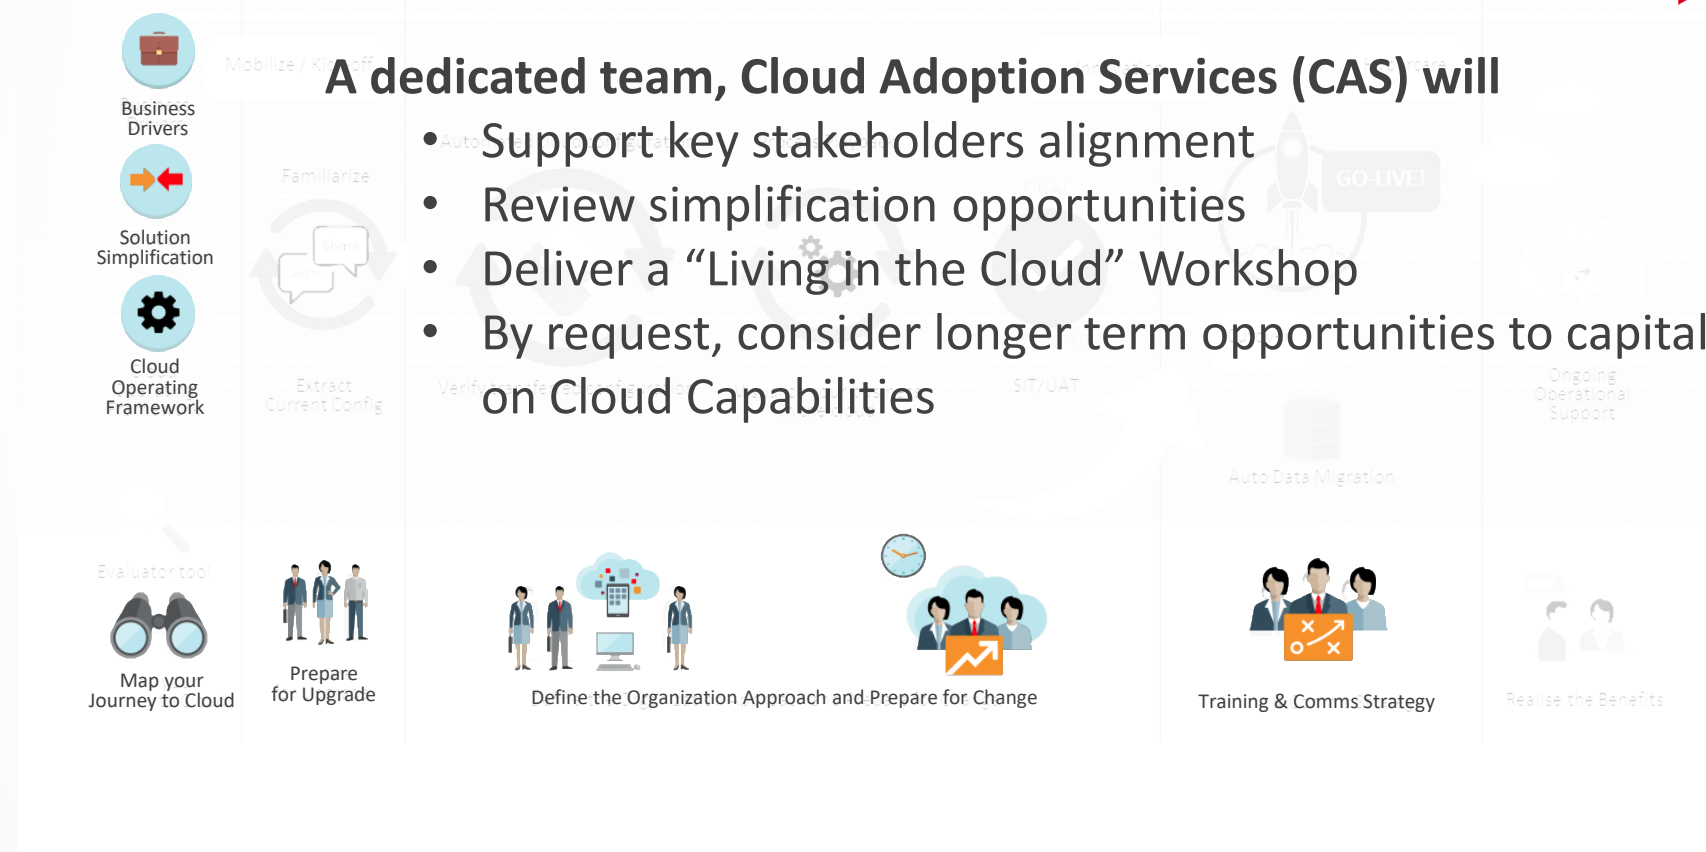 A dedicated team, Cloud Adoption Services (CAS) will
• Support key stakeholders alignment
• Review simplification opportunities
• Deliver a “Living in the Cloud” Workshop
• By request, consider longer term opportunities to capital
on Cloud Capabilities
Business
Drivers
Solution
Simplification
Cloud
Operating
Framework
Mobilize /
Familiarize
Share
GO-LIVE!
Extract
Current Config
SIT/UAT
Ongoing
Operational
Support
Auto Data Migration
Evaluator tool
Map your
Journey to Cloud
Prepare
for Upgrade
Define the Organization Approach and Prepare for Change
Training & Comms Strategy
Realise the Benefits